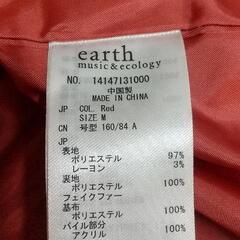 earth
music&ecology
NO. 14147131000
中国製
MADE IN CHINA
JP COL. Red
SIZE M
CN 号型 160/84 A
JP
表地
ポリエステル 97%
レーヨン 3%
裏地
ポリエステル 100%
フェイクファー
基布
ポリエステル 100%
パイル部分
アクリル 100%